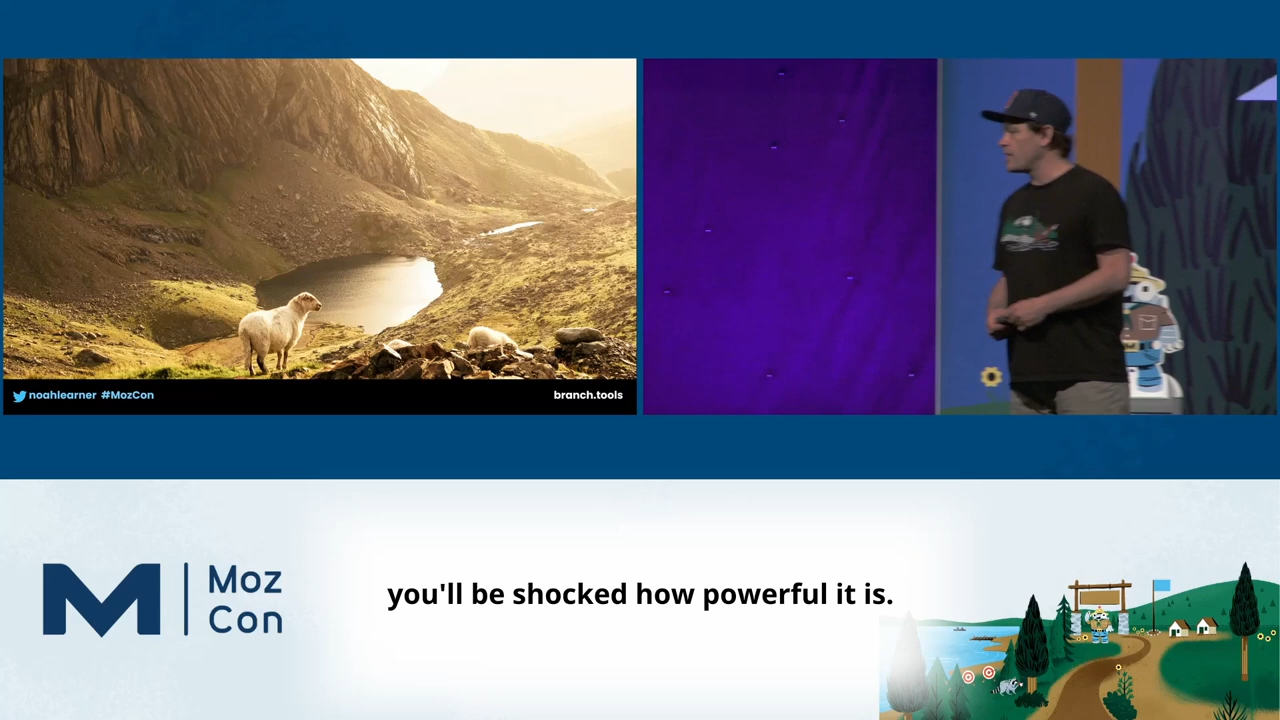 noahlearner #MozCon
branch.tools
Moz
Con
you'll be shocked how powerful it is.